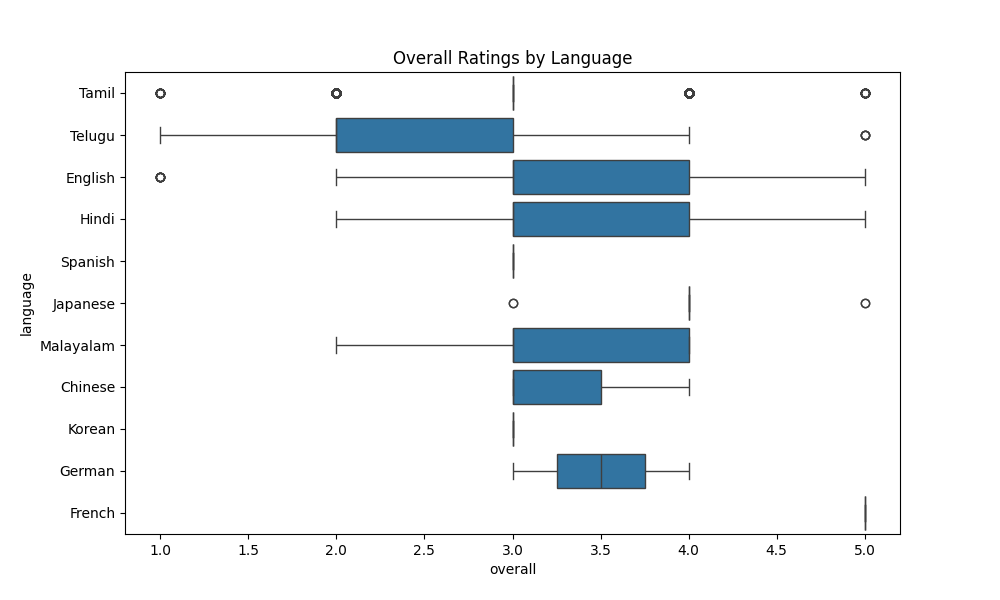 Overall Ratings by Language
language
Tamil
Telugu
English
Hindi
Spanish
Japanese
Malayalam
Chinese
Korean
German
French
1.0 1.5 2.0 2.5 3.0 3.5 4.0 4.5 5.0
overall